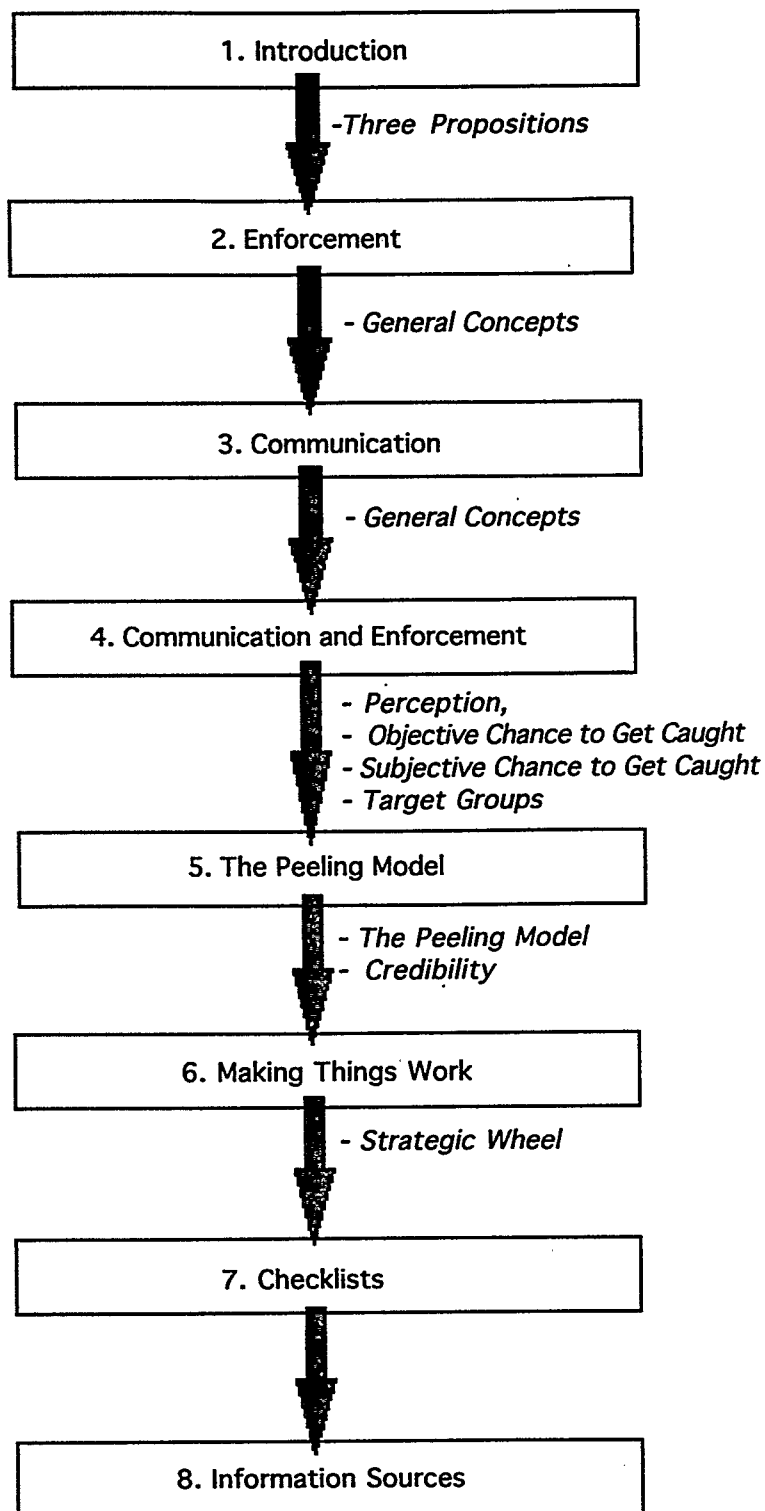 1. Introduction
-Three Propositions
2. Enforcement
- General Concepts
3. Communication
- General Concepts
4. Communication and Enforcement
- Perception,
- Objective Chance to Get Caught
- Subjective Chance to Get Caught
- Target Groups
5. The Peeling Model
- The Peeling Model
- Credibility
6. Making Things Work
- Strategic Wheel
7. Checklists
8. Information Sources